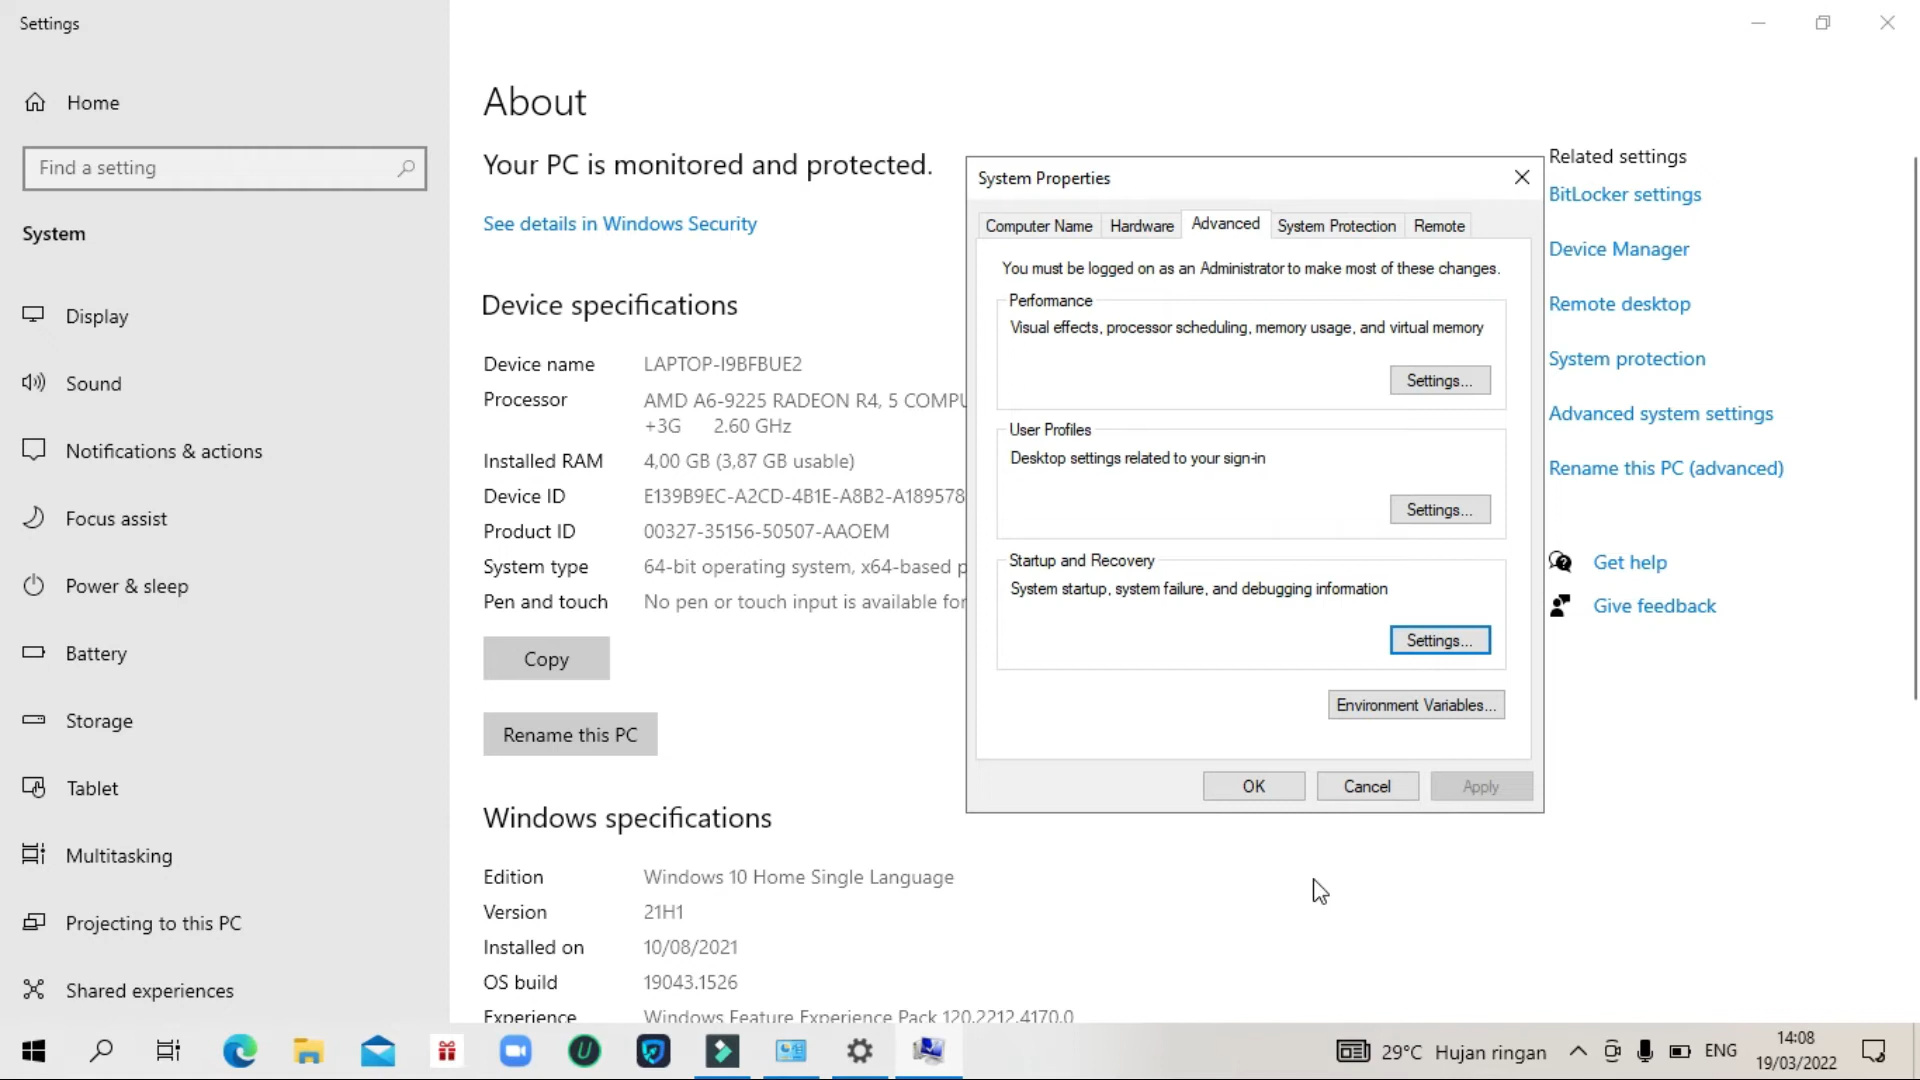 Settings
Home
Find a setting
System
Display
Sound
Notifications & actions
Focus assist
Power & sleep
Battery
Storage
Tablet
Multitasking
Projecting to this PC
Shared experiences
About
Your PC is monitored and protected.
See details in Windows Security
Device specifications
Device name LAPTOP-I9BFBUE2
Processor AMD A6-9225 RADEON R4, 5 COMPU
+3G 2.60 GHz
Installed RAM 4,00 GB (3,87 GB usable)
Device ID E139B9EC-A2CD-4B1E-A8B2-A189578
Product ID 00327-35156-50507-AAOEM
System type 64-bit operating system, x64-based p
Pen and touch No pen or touch input is available for
Copy
Rename this PC
Windows specifications
Edition Windows 10 Home Single Language
Version 21H1
Installed on 10/08/2021
OS build 19043.1526
Experience Windows Feature Experience Pack 120.2212.4170.0
System Properties
Computer Name Hardware Advanced System Protection Remote
You must be logged on as an Administrator to make most of these changes.
Performance
Visual effects, processor scheduling, memory usage, and virtual memory
Settings...
User Profiles
Desktop settings related to your sign-in
Settings...
Startup and Recovery
System startup, system failure, and debugging information
Settings...
Environment Variables...
OK Cancel Apply
Related settings
BitLocker settings
Device Manager
Remote desktop
System protection
Advanced system settings
Rename this PC (advanced)
Get help
Give feedback
29°C Hujan ringan
ENG
14:08
19/03/2022